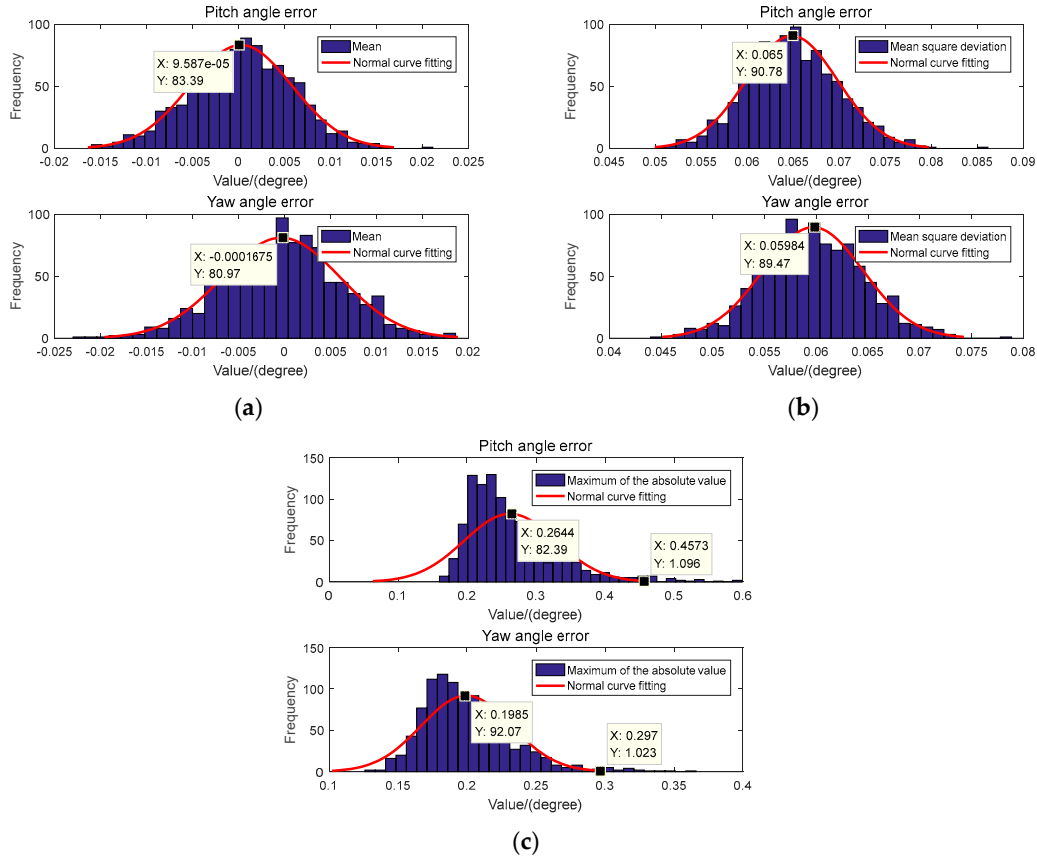 Pitch angle error
100
50
0
Frequency
Mean
Normal curve fitting
X: 9.587e-05
Y: 83.39
-0.02 -0.015 -0.01 -0.005 0 0.005 0.01 0.015 0.02 0.025
Value/(degree)
Yaw angle error
100
50
0
Frequency
Mean
Normal curve fitting
X: -0.0001675
Y: 80.97
-0.025 -0.02 -0.015 -0.01 -0.005 0 0.005 0.01 0.015 0.02
Value/(degree)
(a)
Pitch angle error
100
50
0
Frequency
Mean square deviation
Normal curve fitting
X: 0.065
Y: 90.78
0.045 0.05 0.055 0.06 0.065 0.07 0.075 0.08 0.085 0.09
Value/(degree)
Yaw angle error
100
50
0
Frequency
Mean square deviation
Normal curve fitting
X: 0.05984
Y: 89.47
0.04 0.045 0.05 0.055 0.06 0.065 0.07 0.075 0.08
Value/(degree)
(b)
Pitch angle error
150
100
50
0
Frequency
Maximum of the absolute value
Normal curve fitting
X: 0.2644
Y: 82.39
X: 0.4573
Y: 1.096
0 0.1 0.2 0.3 0.4 0.5 0.6
Value/(degree)
Yaw angle error
150
100
50
0
Frequency
Maximum of the absolute value
Normal curve fitting
X: 0.1985
Y: 92.07
X: 0.297
Y: 1.023
0.1 0.15 0.2 0.25 0.3 0.35 0.4
Value/(degree)
(c)